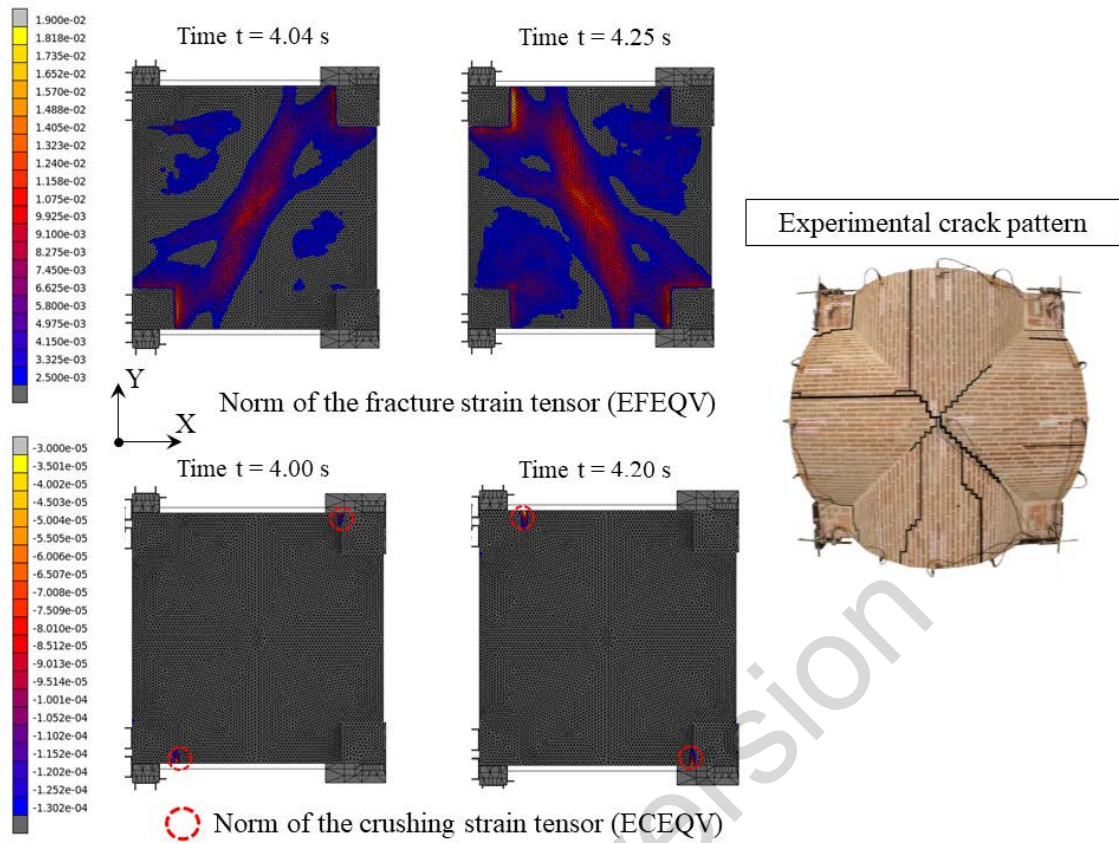 Time t = 4.04 s
Time t = 4.25 s
1.900e-02
1.818e-02
1.735e-02
1.652e-02
1.570e-02
1.488e-02
1.405e-02
1.323e-02
1.240e-02
1.158e-02
1.075e-02
9.925e-03
9.100e-03
8.275e-03
7.450e-03
6.625e-03
5.800e-03
4.975e-03
4.150e-03
3.325e-03
2.500e-03
Experimental crack pattern
Y
X
Norm of the fracture strain tensor (EFEQV)
Time t = 4.00 s
Time t = 4.20 s
-3.000e-05
-3.501e-05
-4.002e-05
-4.503e-05
-5.004e-05
-5.505e-05
-6.006e-05
-6.507e-05
-7.008e-05
-7.509e-05
-8.010e-05
-8.512e-05
-9.013e-05
-9.514e-05
-1.001e-04
-1.052e-04
-1.102e-04
-1.152e-04
-1.202e-04
-1.252e-04
-1.302e-04
Norm of the crushing strain tensor (ECEQV)
ersion